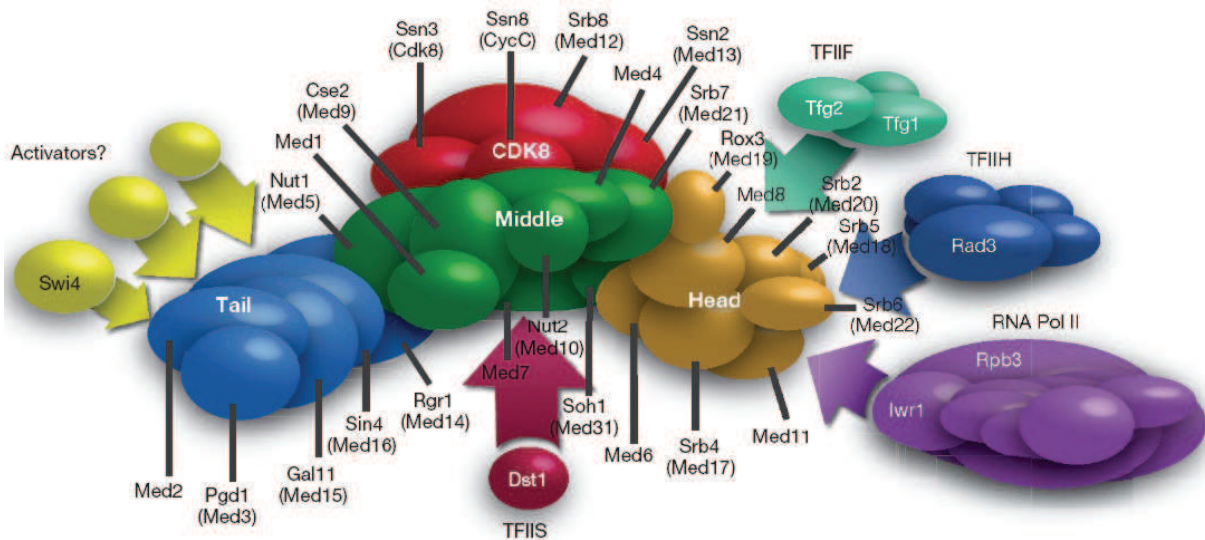 Ssn3
(Cdk8)
Ssn8
(CycC)
Srb8
(Med12)
Ssn2
(Med13)
TFIIF
Med4
Cse2
(Med9)
Srb7
(Med21)
Tfg2
Tfg1
Activators?
Med1
CDK8
Rox3
(Med19)
TFIIH
Nut1
(Med5)
Middle
Med8
Srb2
(Med20)
Srb5
(Med18)
Rad3
Swi4
Tail
Head
Srb6
(Med22)
RNA Pol II
Nut2
(Med10)
Med7
Rpb3
Iwr1
Rgr1
(Med14)
Soh1
(Med31)
Sin4
(Med16)
Med6
Srb4
(Med17)
Med11
Gal11
(Med15)
Med2
Pgd1
(Med3)
Dst1
TFIIS